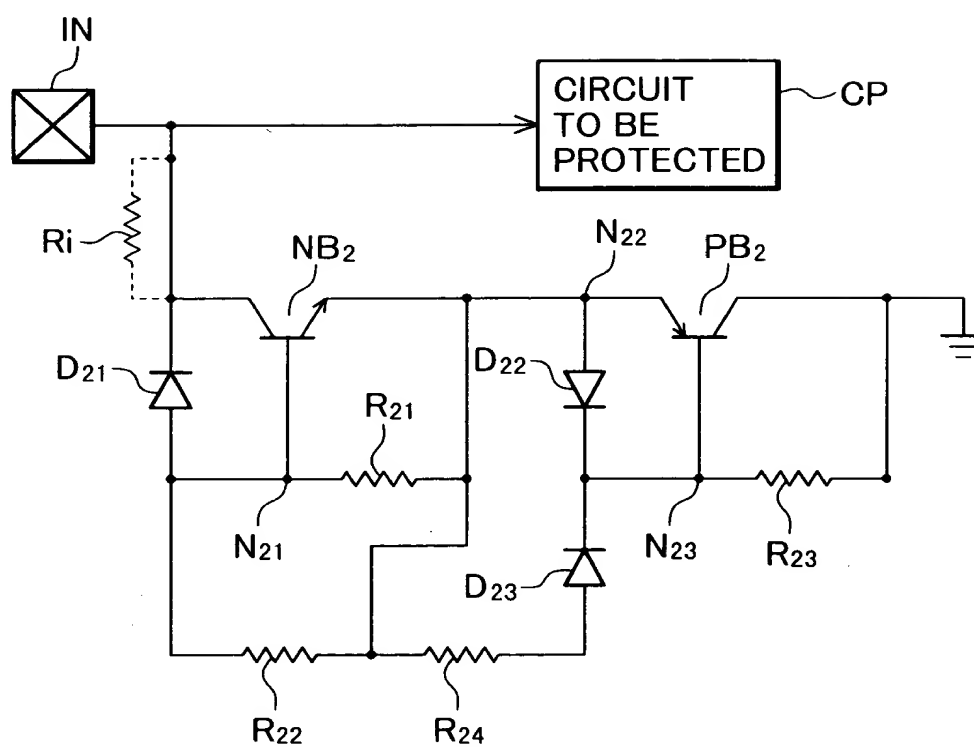 IN
CIRCUIT
TO BE
PROTECTED
CP
Ri
NB2
N22
PB2
D21
D22
R21
N21
N23
R23
D23
R22
R24